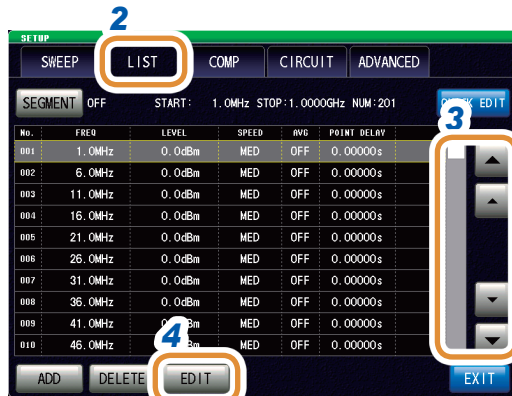 2
SETUP
SWEEP LIST COMP CIRCUIT ADVANCED
SEGMENT OFF START: 1.0MHz STOP:1.0000GHz NUM:201 EDIT
3
No. FREQ LEVEL SPEED AVG POINT DELAY
001 1.0MHz 0.0dBm MED OFF 0.00000s
002 6.0MHz 0.0dBm MED OFF 0.00000s
003 11.0MHz 0.0dBm MED OFF 0.00000s
004 16.0MHz 0.0dBm MED OFF 0.00000s
005 21.0MHz 0.0dBm MED OFF 0.00000s
006 26.0MHz 0.0dBm MED OFF 0.00000s
007 31.0MHz 0.0dBm MED OFF 0.00000s
008 36.0MHz 0.0dBm MED OFF 0.00000s
009 41.0MHz 0.0dBm MED OFF 0.00000s
010 46.0MHz 0.0dBm MED OFF 0.00000s
4
ADD DELETE EDIT EXIT